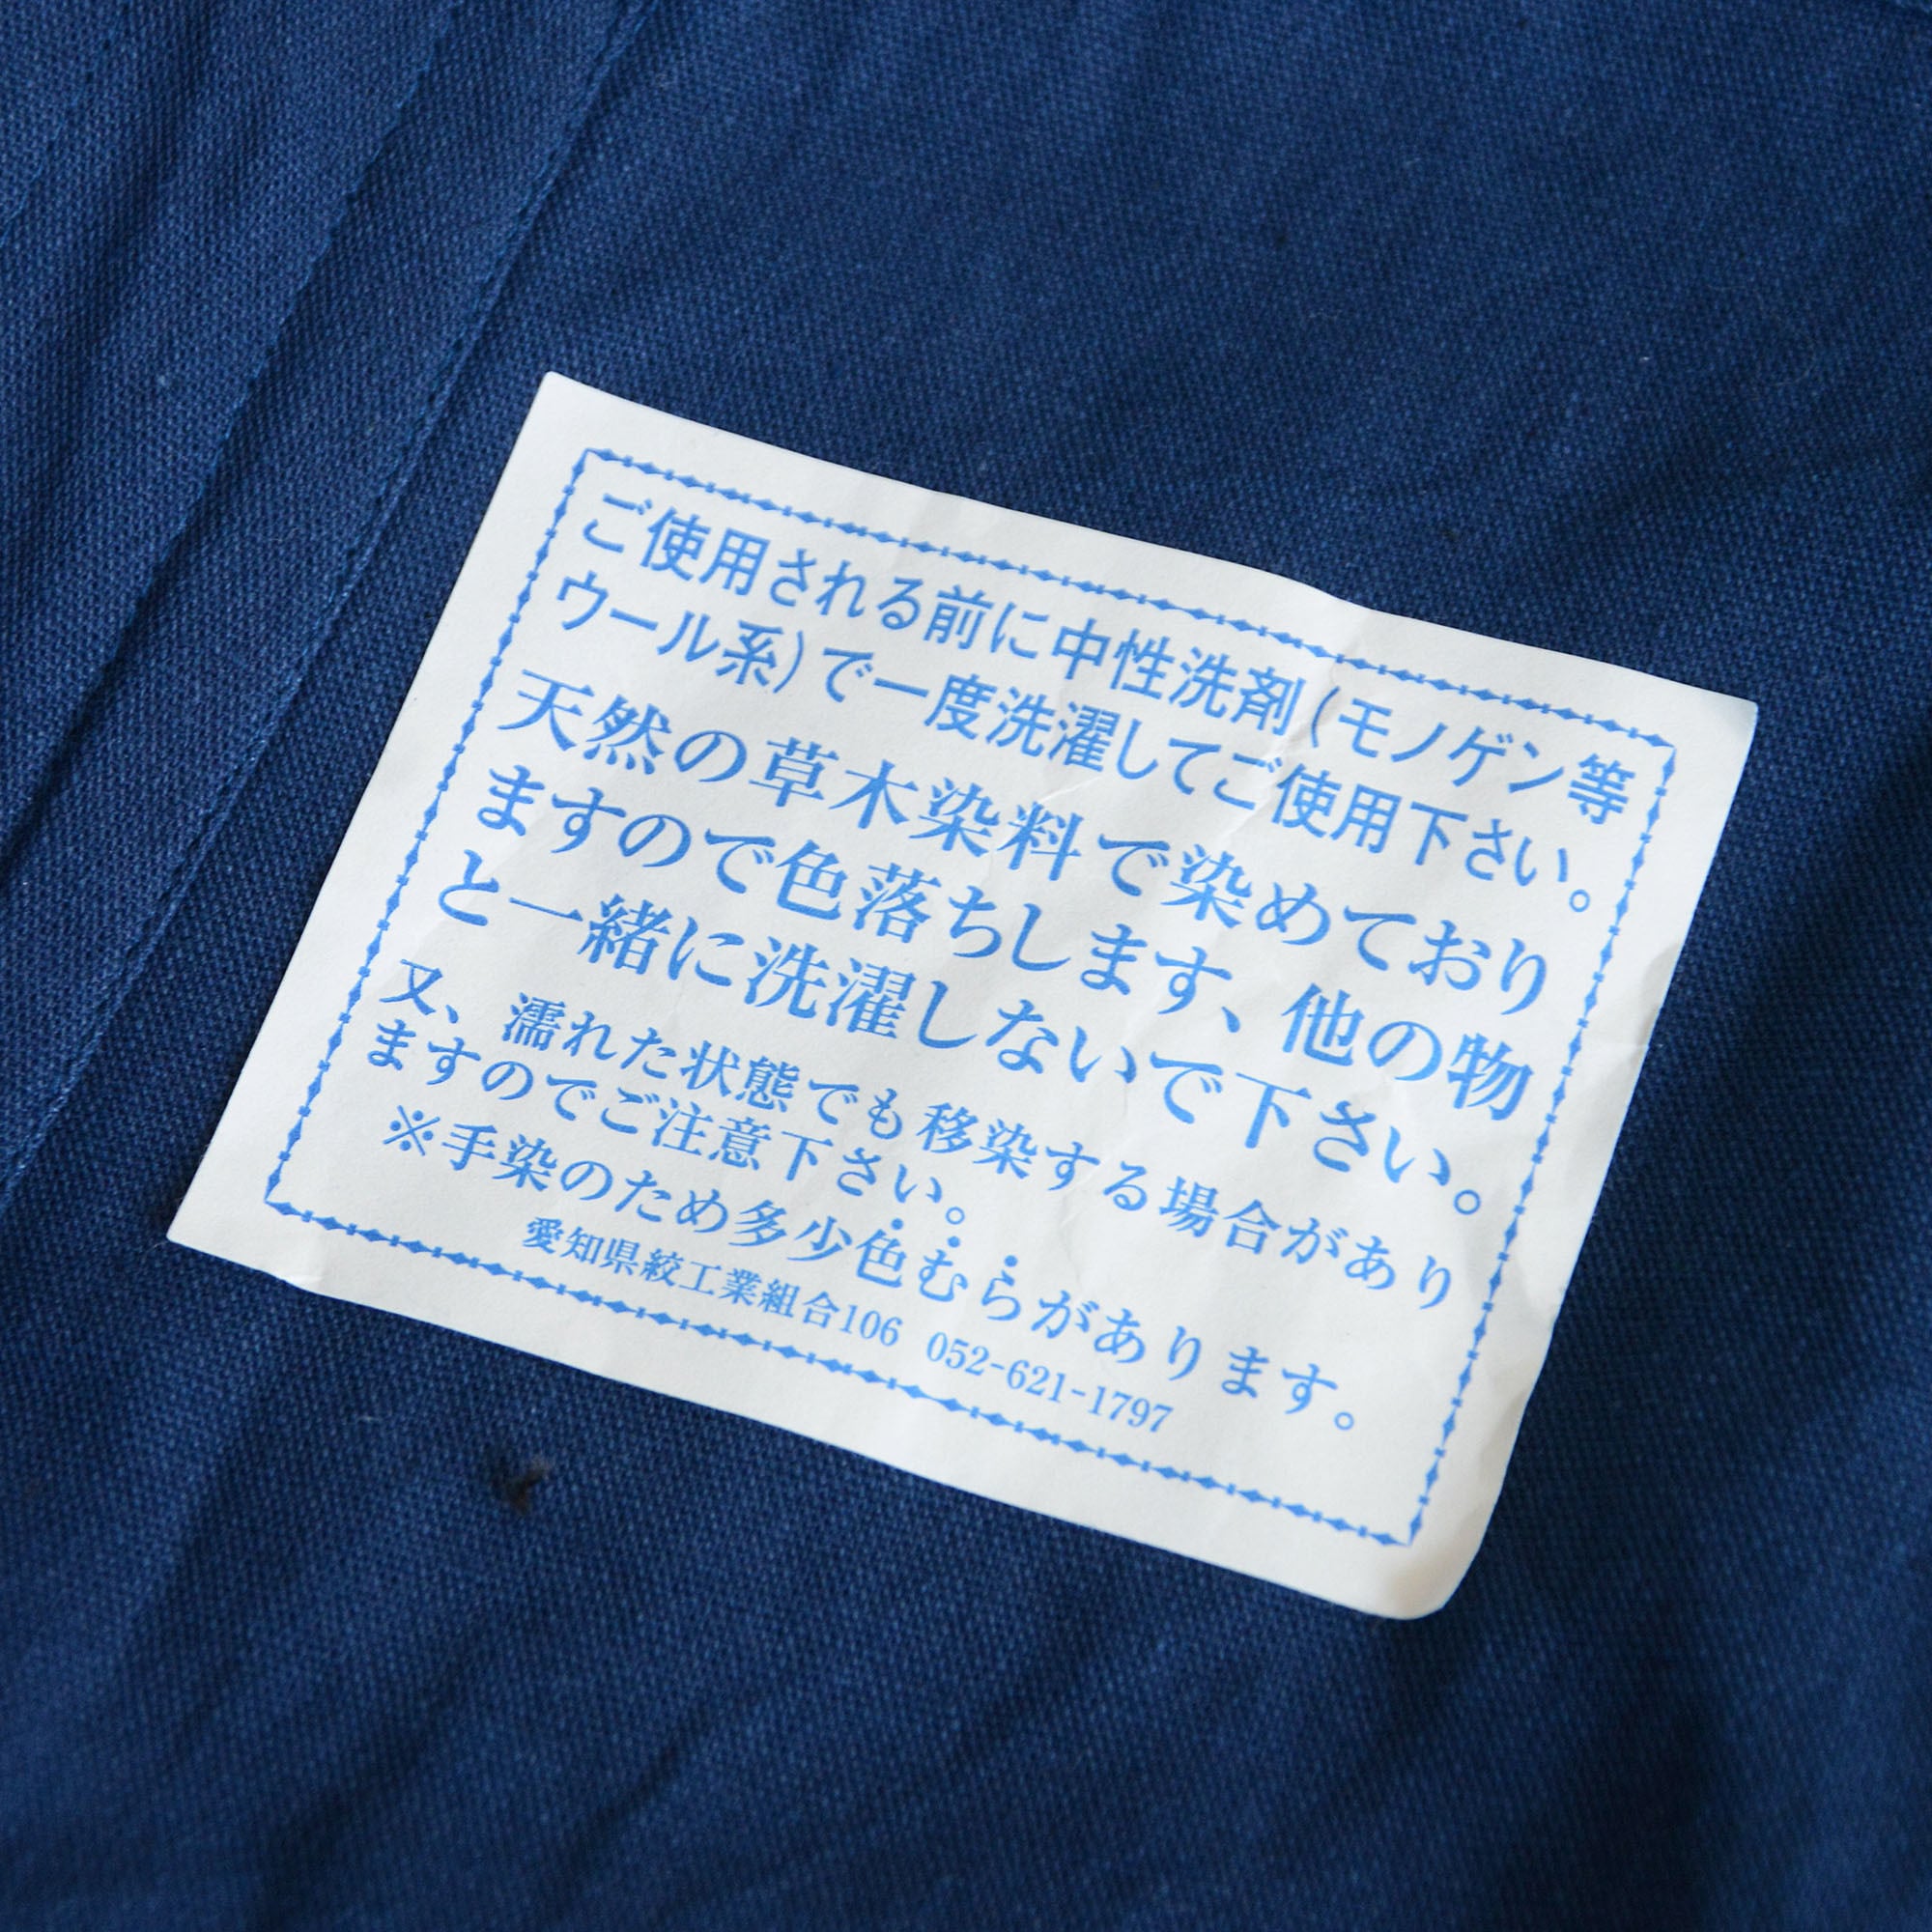 ご使用される前に中性洗剤(モノゲン等
ウール系)で一度洗濯してご使用下さい。
天然の草木染料で染めており
ますので色落ちします、他の物
と一緒に洗濯しないで下さい。
又、濡れた状態でも移染する場合があり
ますのでご注意下さい。
※手染のため多少色むらがあります。
愛知県絞工業組合106 052-621-1797